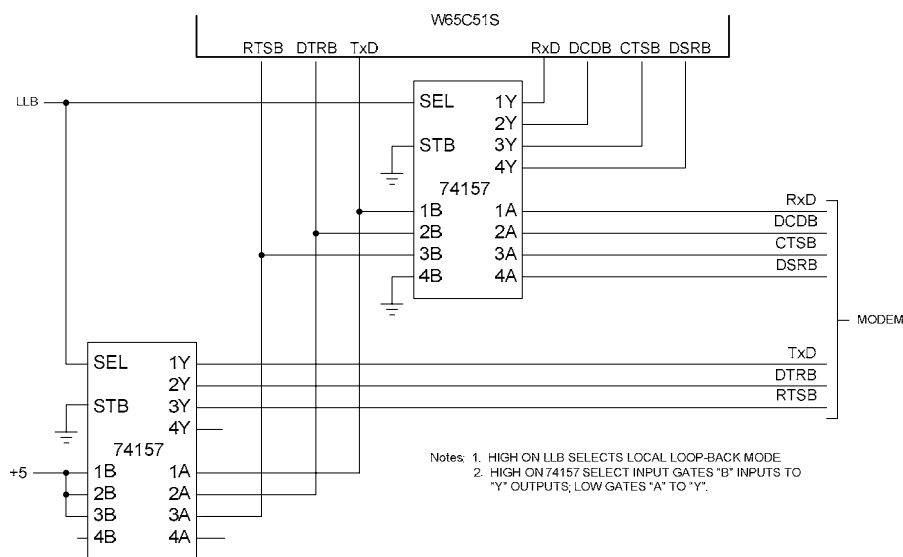 W65C51S
RTSB DTRB TxD RxD DCDB CTSB DSRB
LLB
SEL 1Y
2Y
STB 3Y
4Y
74157
1B 1A
2B 2A
3B 3A
4B 4A
RxD
DCDB
CTSB
DSRB
MODEM
TxD
DTRB
RTSB
SEL 1Y
2Y
STB 3Y
4Y
74157
+5
1B 1A
2B 2A
3B 3A
4B 4A
Notes; 1. HIGH ON LLB SELECTS LOCAL LOOP-BACK MODE
2. HIGH ON 74157 SELECT INPUT GATES "B" INPUTS TO
"Y" OUTPUTS; LOW GATES "A" TO "Y".